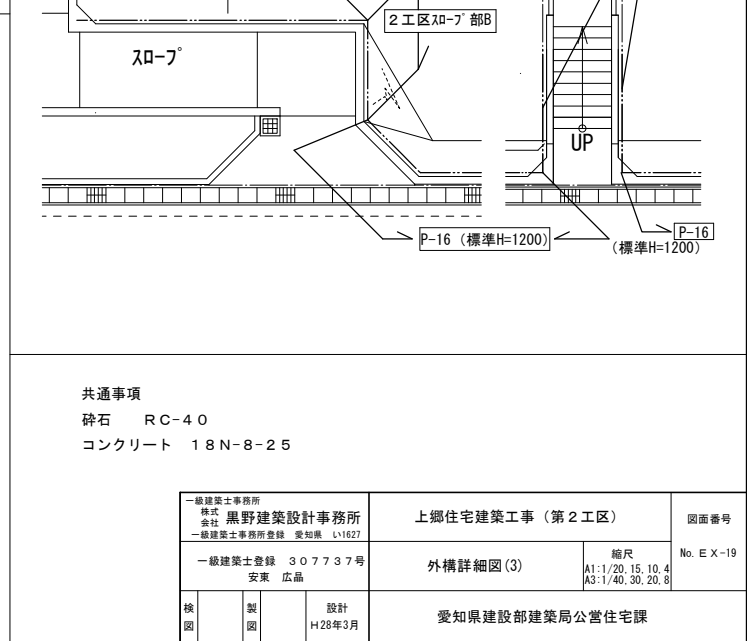 2工区スロープ部B
スロープ
UP
P-16（標準H=1200）
P-16
（標準H=1200）
共通事項
砕石　　ＲＣ-４０
コンクリート　１８Ｎ-８-２５
一級建築士事務所
株式会社 黒野建築設計事務所
一級建築士事務所登録　愛知県　い1627
一級建築士登録　３０７７３７号
安東　広晶
検図
製図
設計
H28年3月
上郷住宅建築工事（第２工区）
外構詳細図(3)
縮尺
A1:1/20,15,10,4
A3:1/40,30,20,8
愛知県建設部建築局公営住宅課
図面番号
No. ＥＸ-19